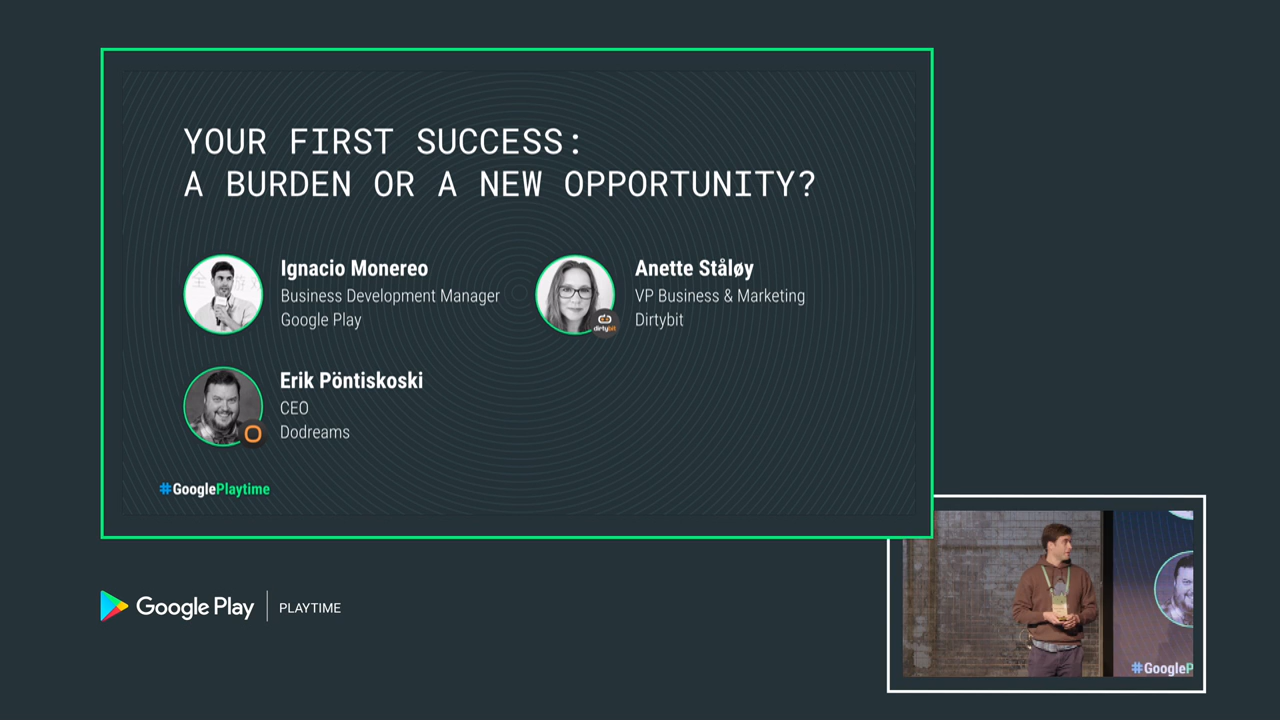 YOUR FIRST SUCCESS:
A BURDEN OR A NEW OPPORTUNITY?
Ignacio Monereo
Business Development Manager
Google Play
Anette Ståløy
VP Business & Marketing
Dirtybit
dirtybit
Erik Pöntiskoski
CEO
Dodreams
#GooglePlaytime
Google Play | PLAYTIME
#GoogleP